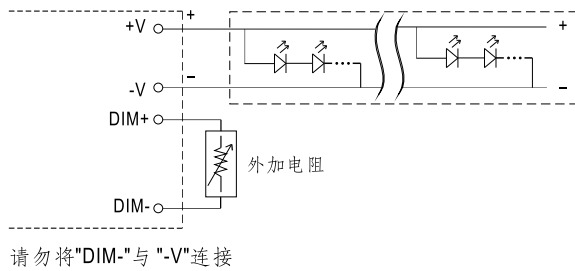 +V
+
+
-V
−
−
DIM+
外加电阻
DIM-
请勿将"DIM-"与 "-V"连接